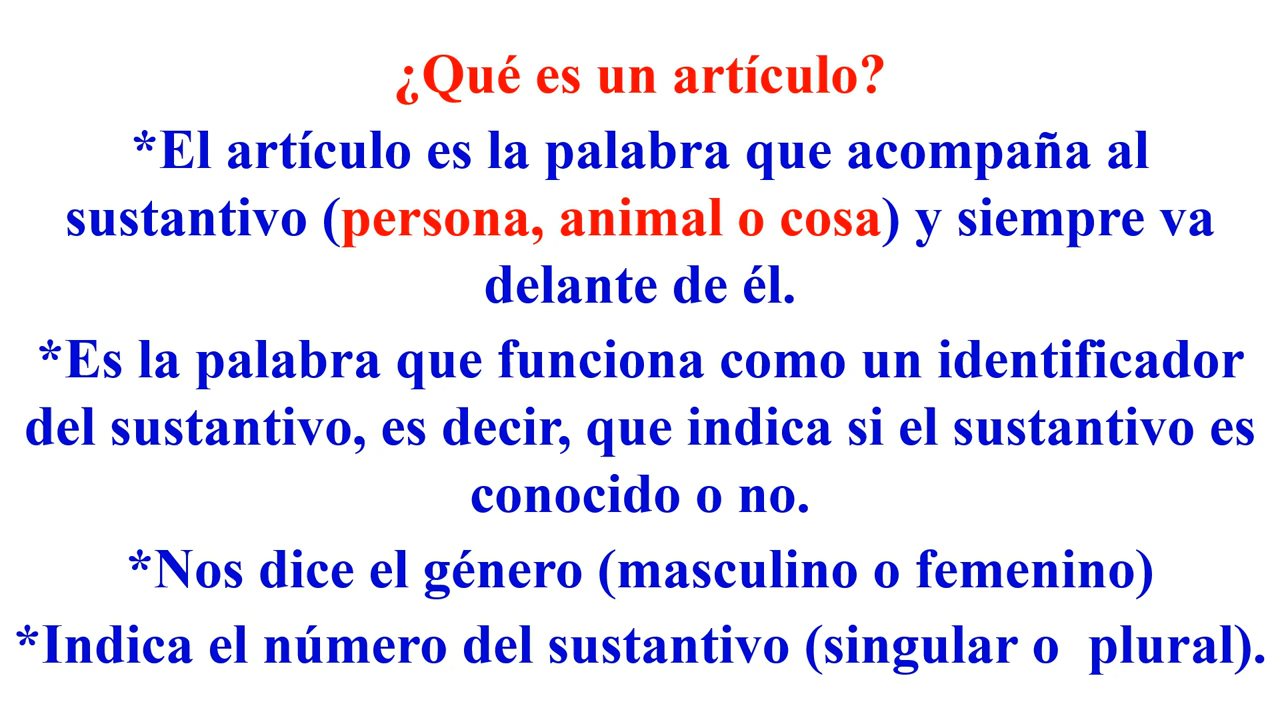 ¿Qué es un artículo?
*El artículo es la palabra que acompaña al
sustantivo (persona, animal o cosa) y siempre va
delante de él.
*Es la palabra que funciona como un identificador
del sustantivo, es decir, que indica si el sustantivo es
conocido o no.
*Nos dice el género (masculino o femenino)
*Indica el número del sustantivo (singular o  plural).